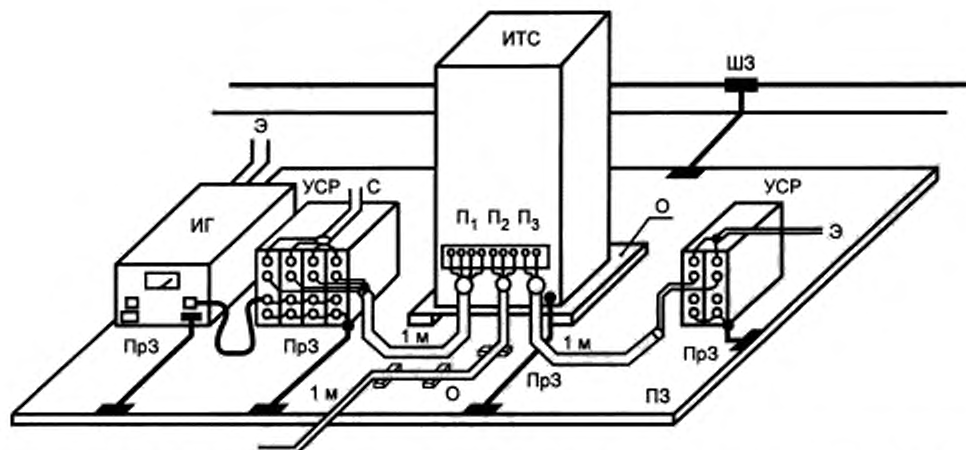 ИТС
ШЗ
Э
УСР
С
УСР
ИГ
П1 П2 П3
О
Э
ПрЗ
ПрЗ
1 м
1 м
ПрЗ
1 м
О
ПрЗ
ПЗ